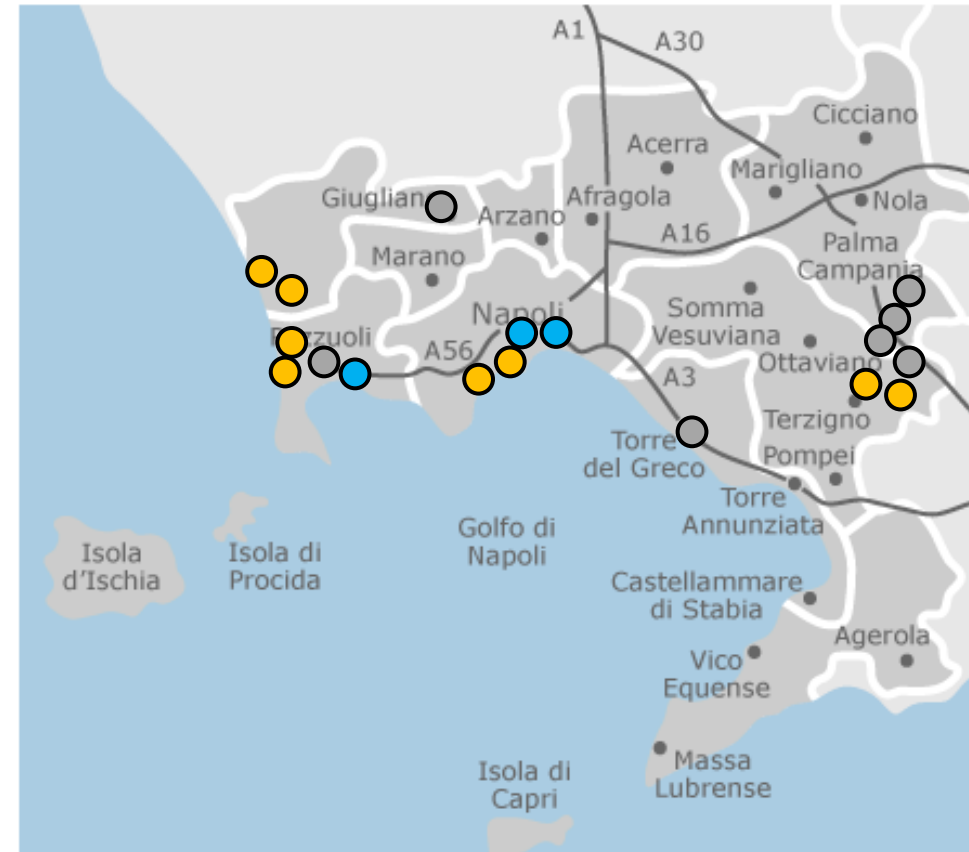 A1
A30
Cicciano
Acerra
Marigliano
Giuglian
Afragola
Nola
Arzano
A16
Palma
Campania
Marano
Napoli
Somma
Vesuviana
P zzuoli
A56
Ottaviano
A3
Terzigno
Torre
del Greco
Pompei
Torre
Annunziata
Golfo di
Napoli
Isola
d'Ischia
Isola di
Procida
Castellammare
di Stabia
Agerola
Vico
Equense
Massa
Lubrense
Isola di
Capri